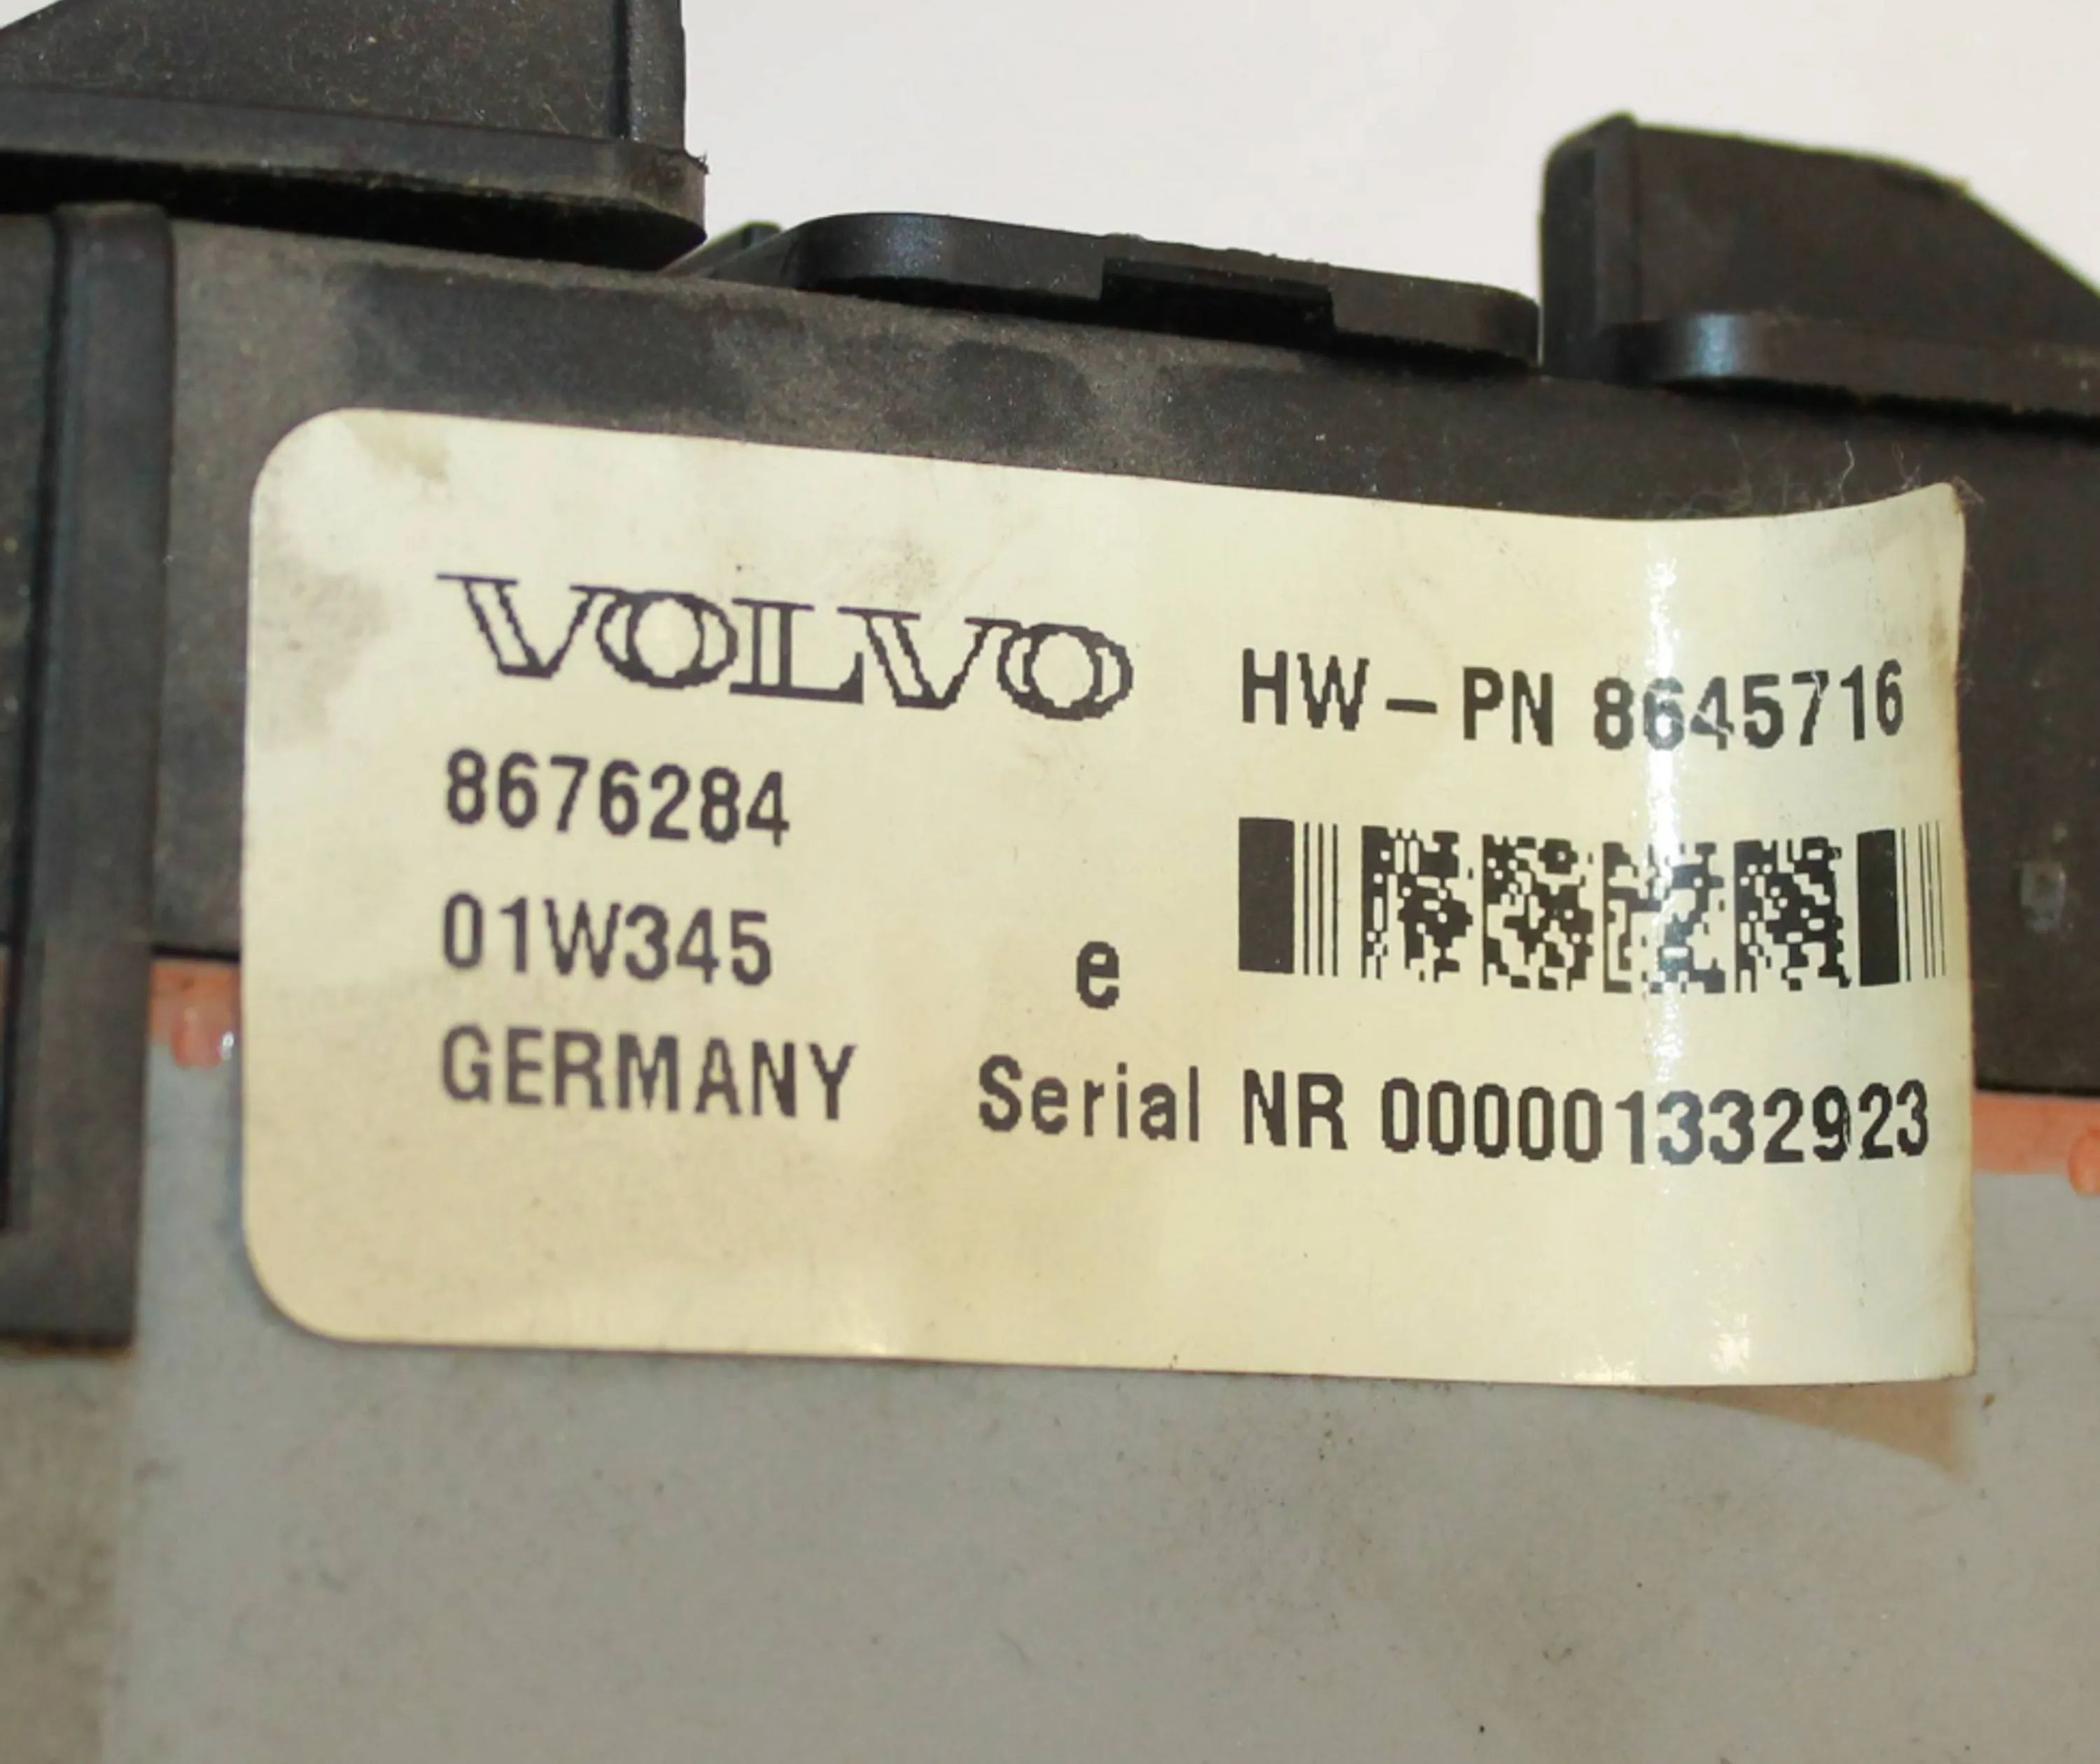 VOLVO
HW-PN 8645716
8676284
01W345
e
GERMANY
Serial NR 000001332923